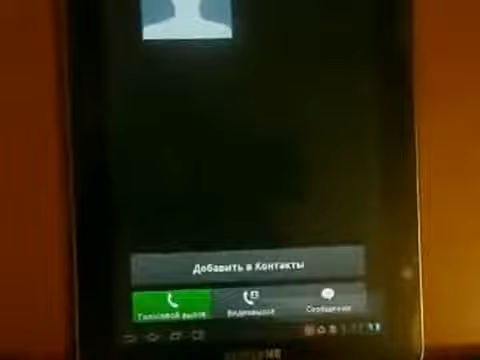 Добавить в Контакты
Голосовой вызов
Видеовызов
Сообщение
SAMSUNG